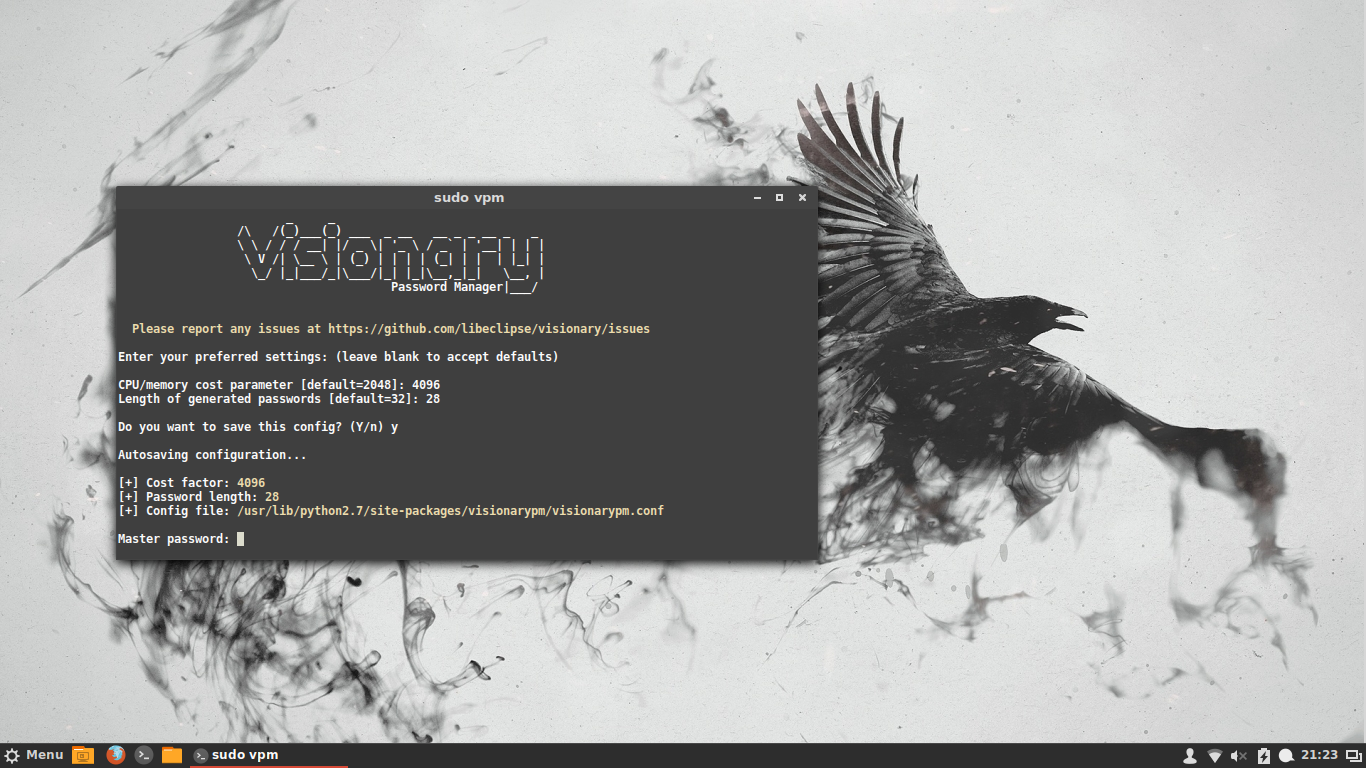 sudo vpm
Visionary
Password Manager
Please report any issues at https://github.com/libeclipse/visionary/issues
Enter your preferred settings: (leave blank to accept defaults)
CPU/memory cost parameter [default=2048]: 4096
Length of generated passwords [default=32]: 28
Do you want to save this config? (Y/n) y
Autosaving configuration...
[+] Cost factor: 4096
[+] Password length: 28
[+] Config file: /usr/lib/python2.7/site-packages/visionarypm/visionarypm.conf
Master password:
Menu
sudo vpm
21:23